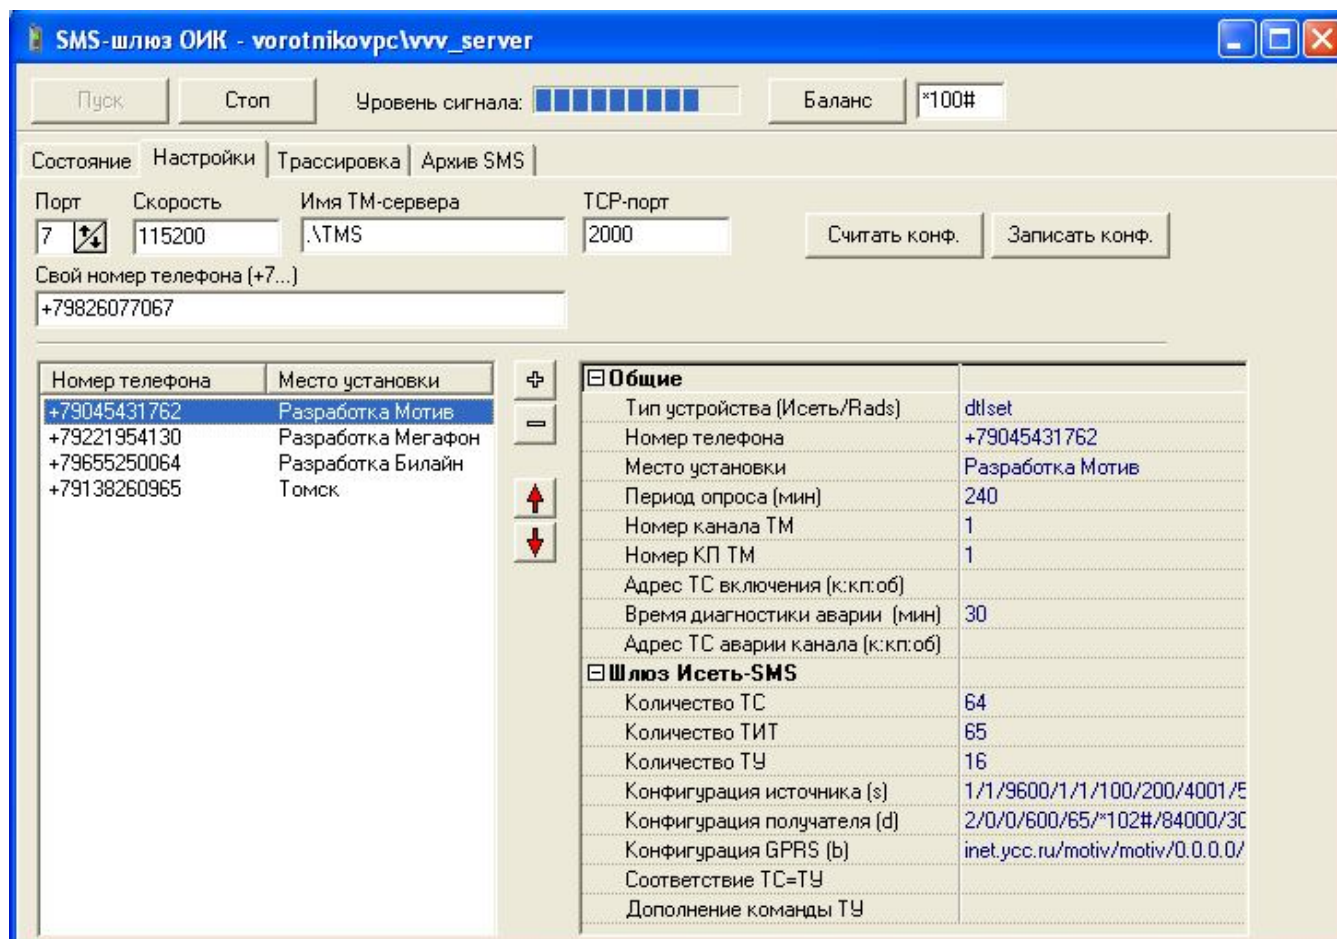 SMS-шлюз ОИК - vorotnikovpc\vvv_server
Пуск Стоп Уровень сигнала: Баланс *100#
Состояние Настройки Трассировка Архив SMS
Порт Скорость Имя ТМ-сервера TCP-порт
7 115200 .\TMS 2000 Считать конф. Записать конф.
Свой номер телефона (+7...)
+79826077067
Номер телефона Место установки
+79045431762 Разработка Мотив
+79221954130 Разработка Мегафон
+79655250064 Разработка Билайн
+79138260965 Томск
Общие
Тип устройства (Исеть/Rads) dtlset
Номер телефона +79045431762
Место установки Разработка Мотив
Период опроса (мин) 240
Номер канала ТМ 1
Номер КП ТМ 1
Адрес ТС включения (к:кп:об)
Время диагностики аварии (мин) 30
Адрес ТС аварии канала (к:кп:об)
Шлюз Исеть-SMS
Количество ТС 64
Количество ТИТ 65
Количество ТУ 16
Конфигурация источника (s) 1/1/9600/1/1/100/200/4001/5
Конфигурация получателя (d) 2/0/0/600/65/*102#/84000/30
Конфигурация GPRS (b) inet.ycc.ru/motiv/motiv/0.0.0.0/
Соответствие ТС=ТУ
Дополнение команды ТУ